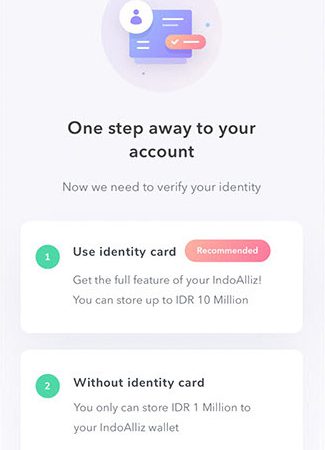 One step away to your
account
Now we need to verify your identity
1 Use identity card Recommended
Get the full feature of your IndoAlliz!
You can store up to IDR 10 Million
2 Without identity card
You only can store IDR 1 Million to
your IndoAlliz wallet